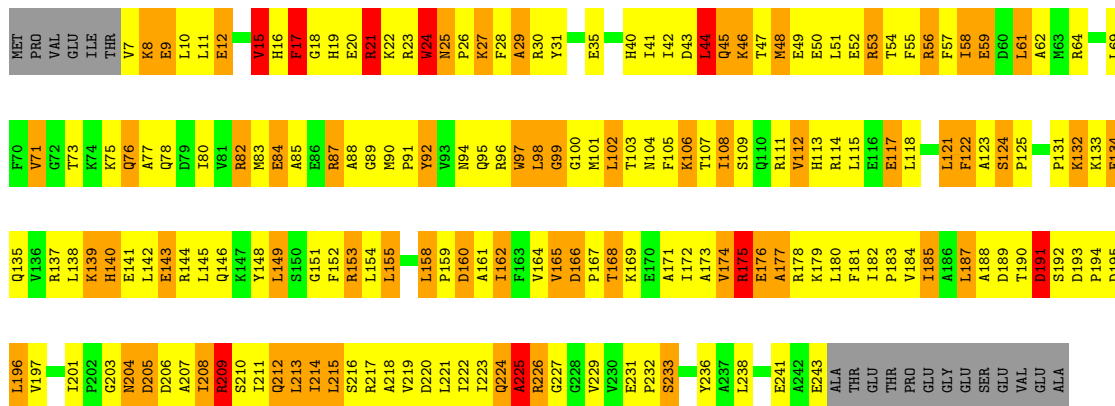 MET PRO VAL GLU ILE THR V7 K8 E9 L10 L11 E12 V15 H16 F17 G18 H19 E20 R21 K22 R23 W24 N25 P26 K27 F28 A29 R30 Y31 E35 H40 I41 I42 D43 L44 Q45 K46 T47 M48 E49 E50 L51 E52 R53 T54 F55 R56 F57 I58 E59 D60 L61 A62 M63 R64 L69
F70 V71 G72 T73 K74 K75 Q76 A77 Q78 D79 I80 V81 R82 M83 E84 A85 E86 R87 A88 G89 M90 P91 Y92 V93 N94 Q95 R96 W97 L98 G99 G100 M101 L102 T103 N104 F105 K106 T107 I108 S109 Q110 R111 V112 H113 R114 L115 E116 E117 L118 L121 F122 A123 S124 P125 P131 K132 K133
Q135 V136 R137 L138 K139 H140 E141 L142 E143 R144 L145 Q146 K147 Y148 L149 S150 G151 F152 R153 L154 L155 L158 P159 D160 A161 I162 F163 V164 V165 D166 P167 T168 K169 E170 A171 I172 A173 V174 R175 E176 A177 R178 K179 L180 F181 I182 P183 V184 I185 A186 L187 A188 D189 T190 D191 S192 D193 P194
L196 V197 I201 P202 G203 N204 D205 D206 A207 I208 R209 S210 I211 Q212 L213 I214 L215 S216 R217 A218 V219 D220 L221 I222 I223 Q224 A225 R226 G227 G228 V229 V230 E231 P232 S233 Y236 A237 L238 E241 A242 E243 ALA THR GLU THR PRO GLU GLY GLU SER GLU VAL GLU ALA